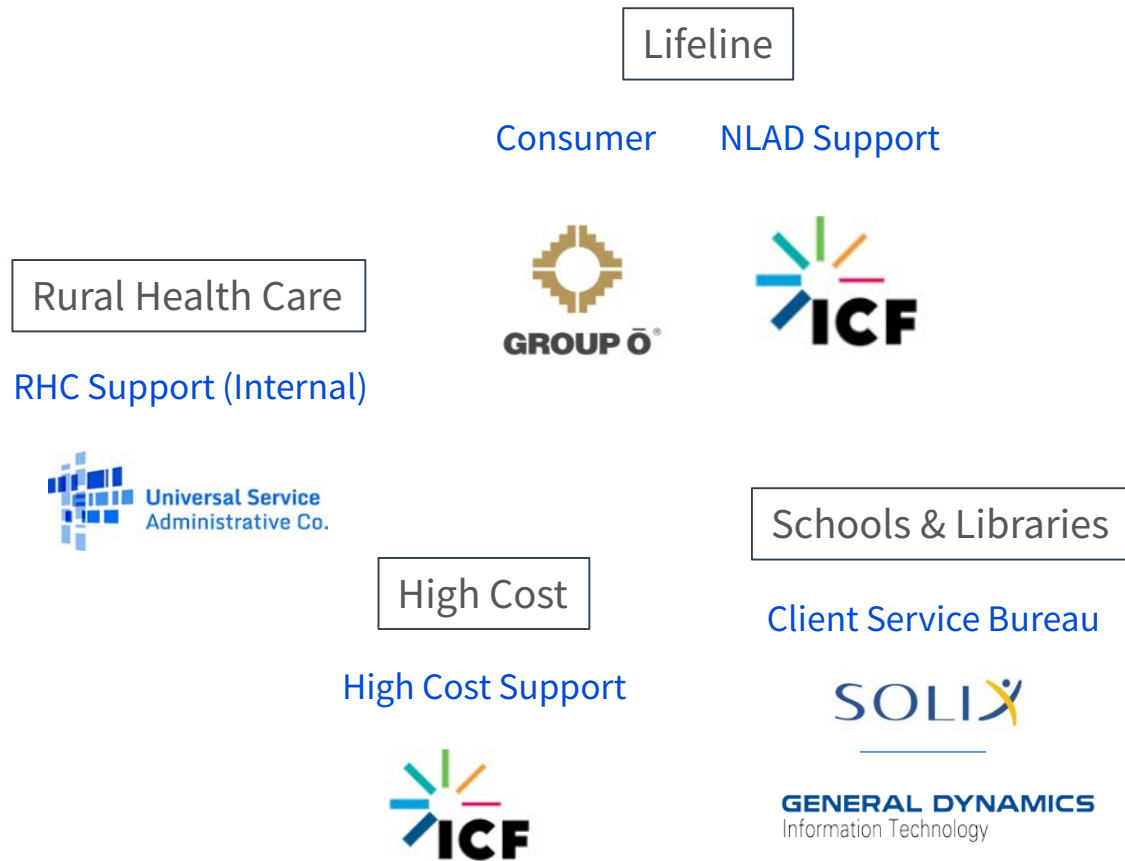 Lifeline
Consumer
NLAD Support
GROUP Ō®
ICF
Rural Health Care
RHC Support (Internal)
Universal Service
Administrative Co.
High Cost
High Cost Support
ICF
Schools & Libraries
Client Service Bureau
SOLIX
GENERAL DYNAMICS
Information Technology